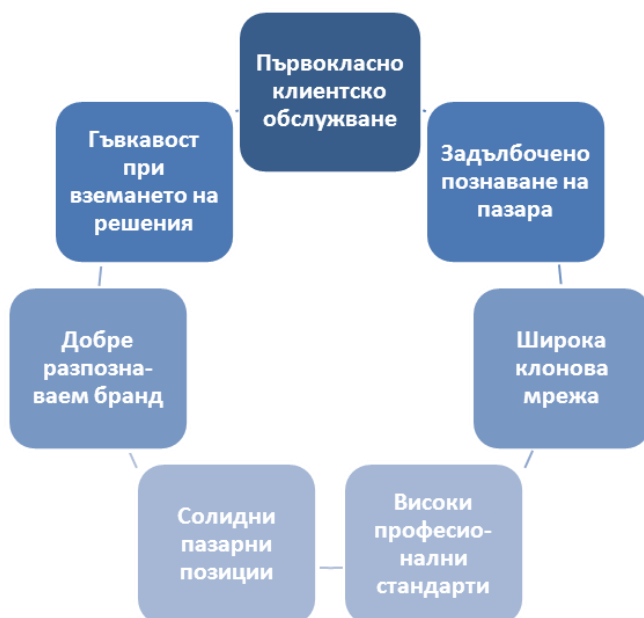 Първокласно
клиентско
обслужване
Задълбочено
познаване на
пазара
Широка
клонова
мрежа
Високи
професио-
нални
стандарти
Солидни
пазарни
позиции
Добре
разпозна-
ваем бранд
Гъвкавост
при
вземането на
решения